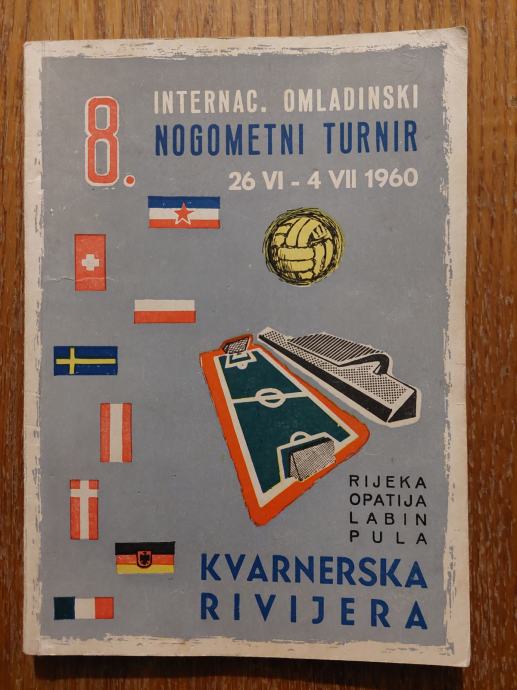 8.
INTERNAC. OMLADINSKI
NOGOMETNI TURNIR
26 VI - 4 VII 1960
RIJEKA
OPATIJA
LABIN
PULA
KVARNERSKA
RIVIJERA